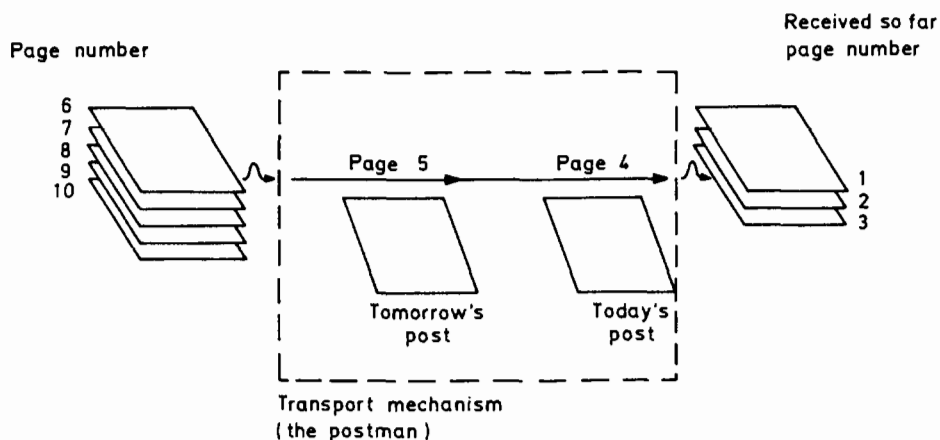 Page number
6
7
8
9
10
Page 5
Page 4
Tomorrow's
post
Today's
post
Transport mechanism
(the postman)
Received so far
page number
1
2
3